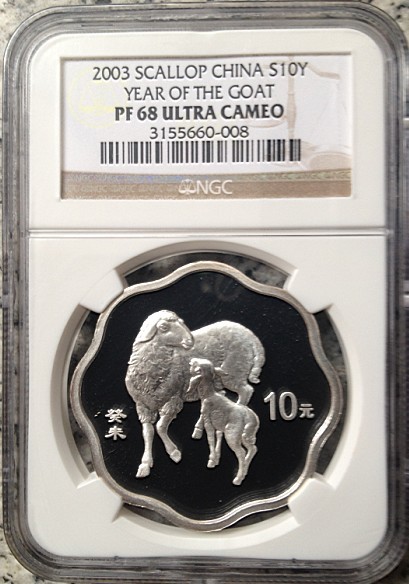 2003 SCALLOP CHINA S10Y
YEAR OF THE GOAT
PF 68 ULTRA CAMEO
3155660-008
NGC
癸未
10元